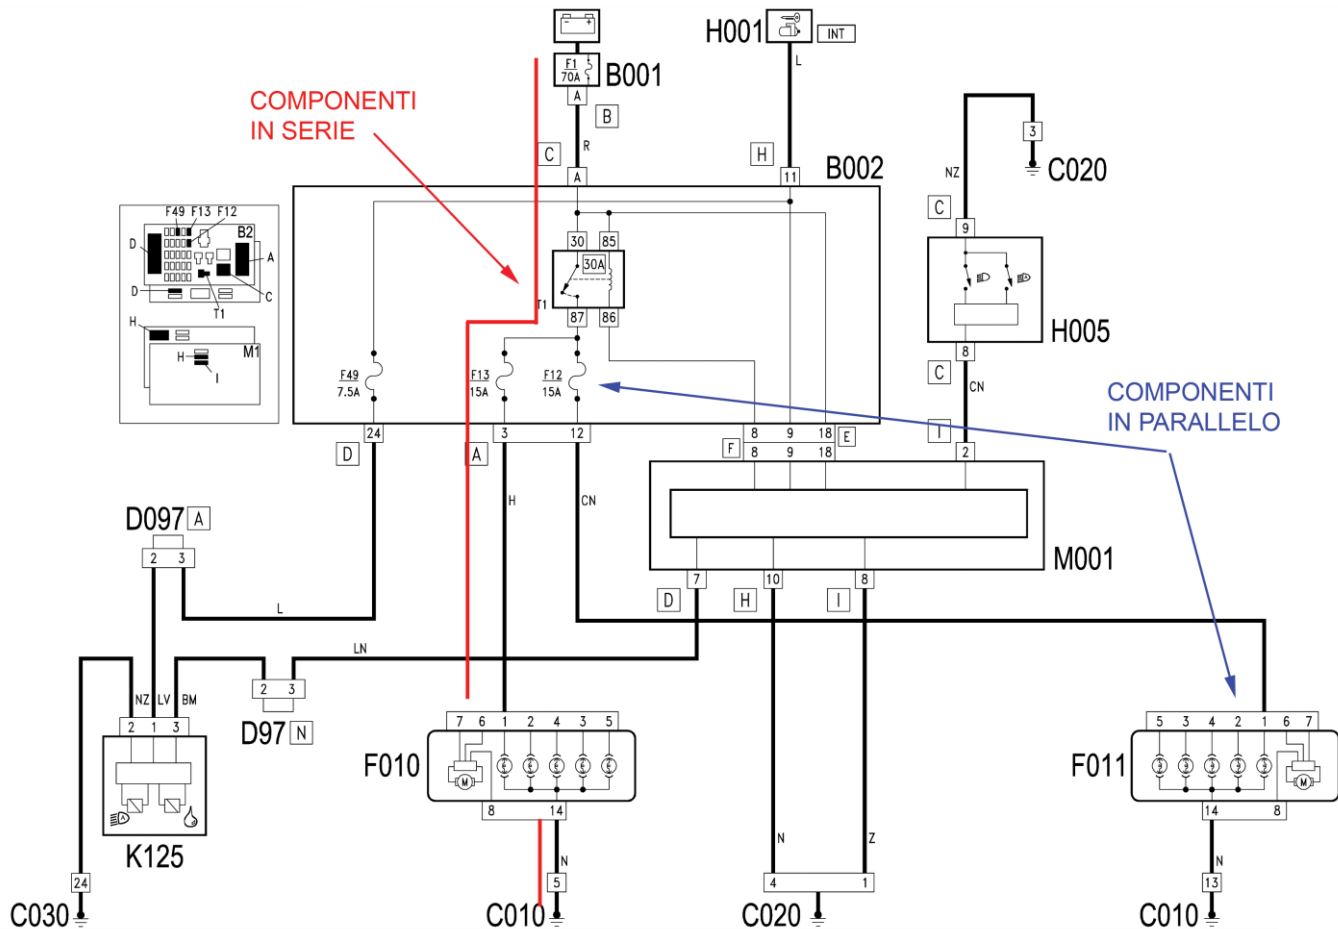 H001
INT
F1
70A
B001
L
A
COMPONENTI
IN SERIE
B
3
R
C
H
NZ
C020
A
11
B002
C
F49 F13 F12
9
B2
D
30
85
A
30A
D
C
T1
T1
H005
H
87
86
M1
H
8
I
C
F49
7.5A
F13
15A
F12
15A
CN
COMPONENTI
IN PARALLELO
24
3
12
8
9
18
E
I
D
A
F
8
9
18
2
H
CN
D097
A
2
3
M001
7
10
8
D
H
I
L
LN
2
3
NZ
LV
BM
D97
N
2
1
3
7
6
1
2
4
3
5
5
3
4
2
1
6
7
F010
M
F011
M
A
8
14
14
8
K125
N
N
Z
N
24
5
4
1
13
C030
C010
C020
C010